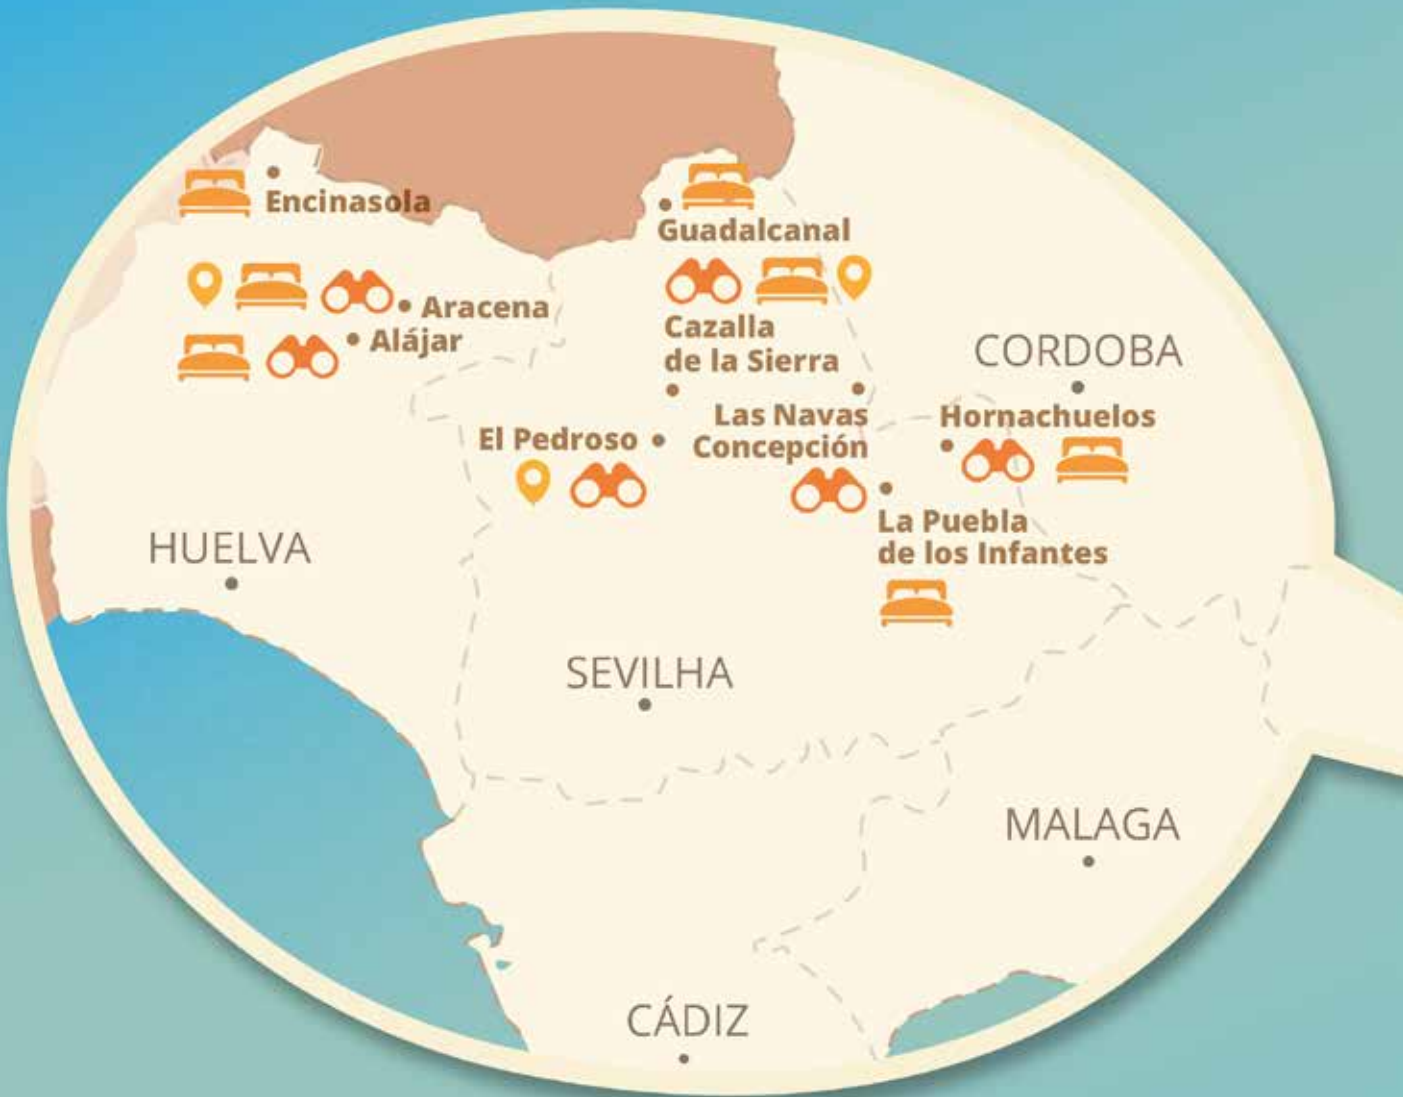 Encinasola
Guadalcanal
Aracena
Alájar
Cazalla
de la Sierra
CORDOBA
Las Navas
Concepción
Hornachuelos
El Pedroso
La Puebla
de los Infantes
HUELVA
SEVILHA
MALAGA
CÁDIZ